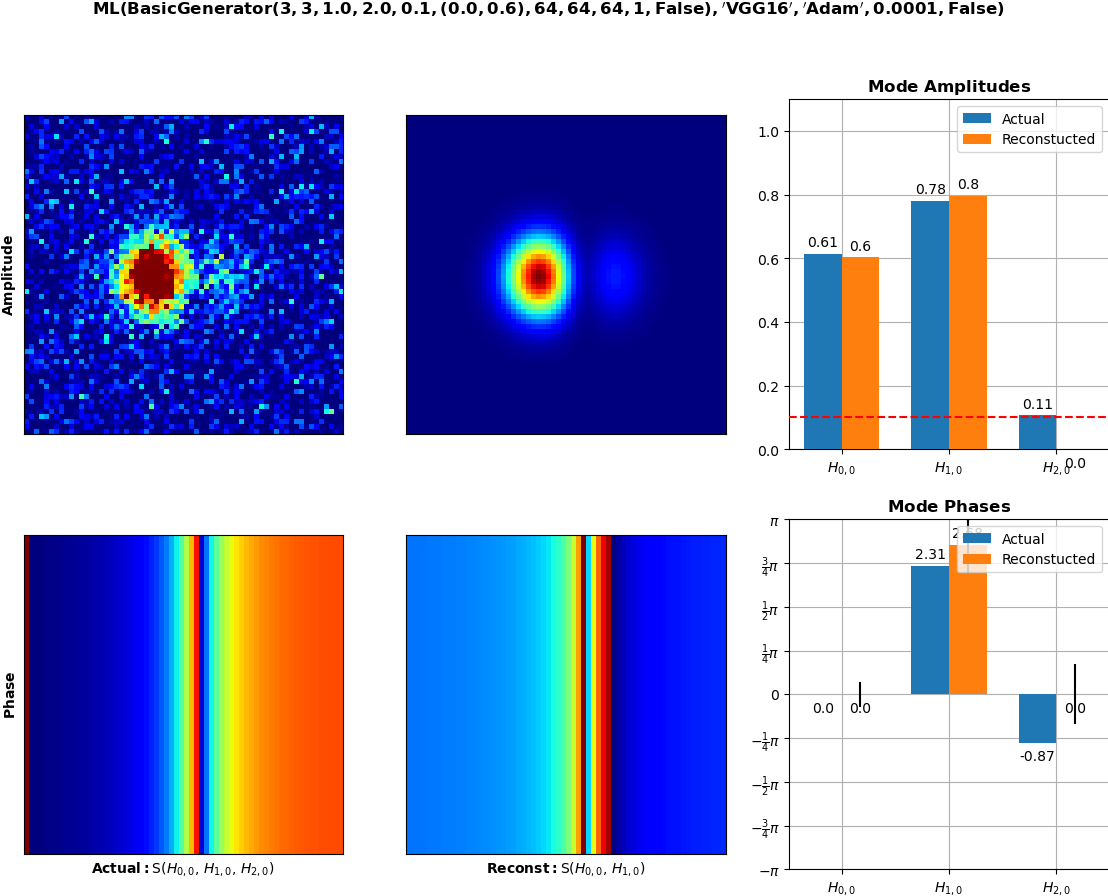 ML(BasicGenerator(3, 3, 1.0, 2.0, 0.1, (0.0, 0.6), 64, 64, 64, 1, False), ′VGG16′, ′Adam′, 0.0001, False)
Amplitude
Mode Amplitudes
Actual
Reconstucted
1.0
0.8
0.6
0.4
0.2
0.0
0.61
0.6
0.78
0.8
0.11
0.0
H0,0
H1,0
H2,0
Phase
Actual: S(H0,0, H1,0, H2,0)
Reconst: S(H0,0, H1,0)
Mode Phases
Actual
Reconstucted
π
3/4π
1/2π
1/4π
0
−1/4π
−1/2π
−3/4π
−π
0.0
0.0
2.31
-0.87
0.0
H0,0
H1,0
H2,0